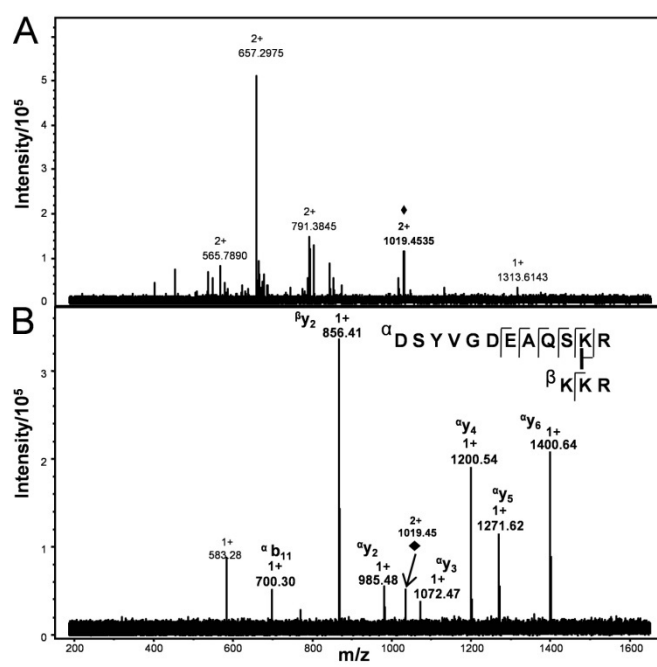 A
Intensity/10⁵
5
4
3
2
1
0
2+
657.2975
2+
565.7890
2+
791.3845
♦
2+
1019.4535
1+
1313.6143
B
Intensity/10⁵
3
2
1
0
βy₂ 1+
856.41
α D S Y V G D E A Q S K R
β K K R
αy₄
1+
1200.54
αy₆
1+
1400.64
αy₅
1+
1271.62
1+
583.28
α b₁₁
1+
700.30
αy₂
1+
985.48
2+
1019.45
♦
αy₃
1+
1072.47
200 400 600 800 1000 1200 1400 1600
m/z